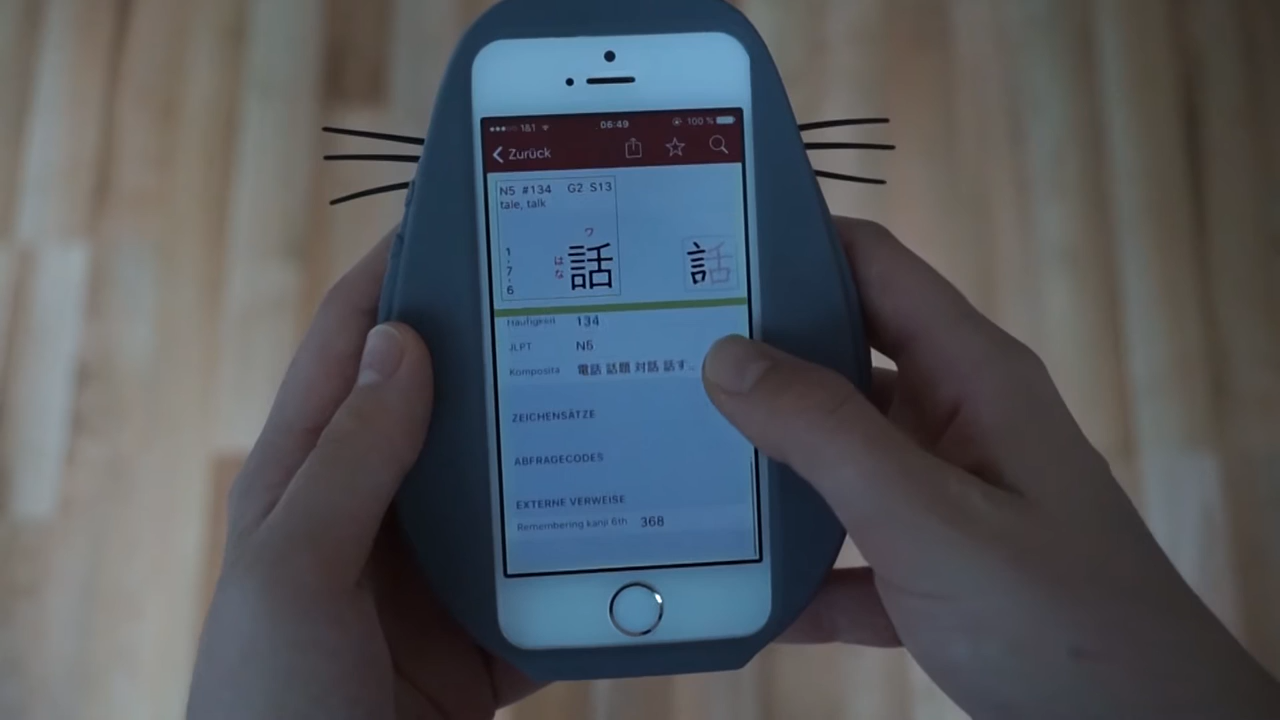 1&1 06:49 100 %
Zurück
N5 #134 G2 S13
tale, talk
ワ
はな
話
話
1-7-6
Häufigkeit 134
JLPT N5
Komposita 電話 話題 対話 話す...
ZEICHENSÄTZE
ABFRAGECODES
EXTERNE VERWEISE
Remembering kanji 6th 368